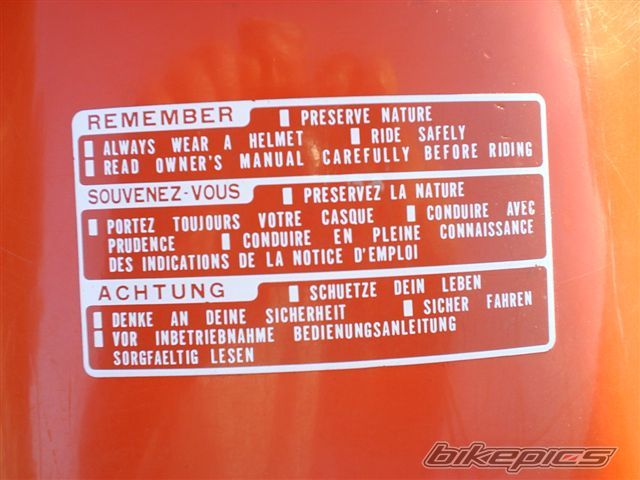 REMEMBER ▮ PRESERVE NATURE
▮ ALWAYS WEAR A HELMET ▮ RIDE SAFELY
▮ READ OWNER'S MANUAL CAREFULLY BEFORE RIDING
SOUVENEZ-VOUS ▮ PRESERVEZ LA NATURE
▮ PORTEZ TOUJOURS VOTRE CASQUE ▮ CONDUIRE AVEC
PRUDENCE ▮ CONDUIRE EN PLEINE CONNAISSANCE
DES INDICATIONS DE LA NOTICE D'EMPLOI
ACHTUNG ▮ SCHUETZE DEIN LEBEN
▮ DENKE AN DEINE SICHERHEIT ▮ SICHER FAHREN
▮ VOR INBETRIEBNAHME BEDIENUNGSANLEITUNG
SORGFAELTIG LESEN
bikepics